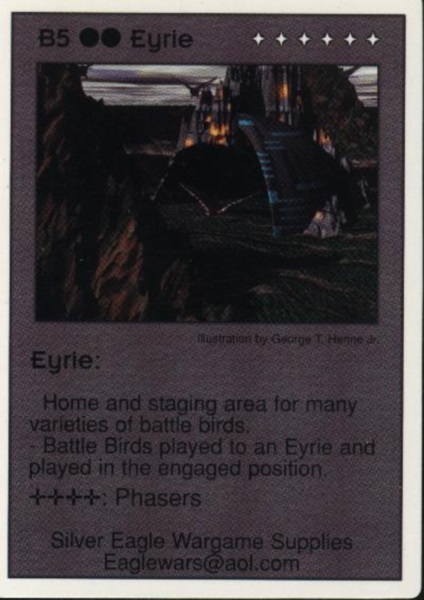 B5 ●● Eyrie ✧ ✧ ✧ ✧ ✧ ✧
Illustration by George T. Henne Jr.
Eyrie:
Home and staging area for many
varieties of battle birds.
- Battle Birds played to an Eyrie and
played in the engaged position.
✢✢✢✢: Phasers
Silver Eagle Wargame Supplies
Eaglewars@aol.com